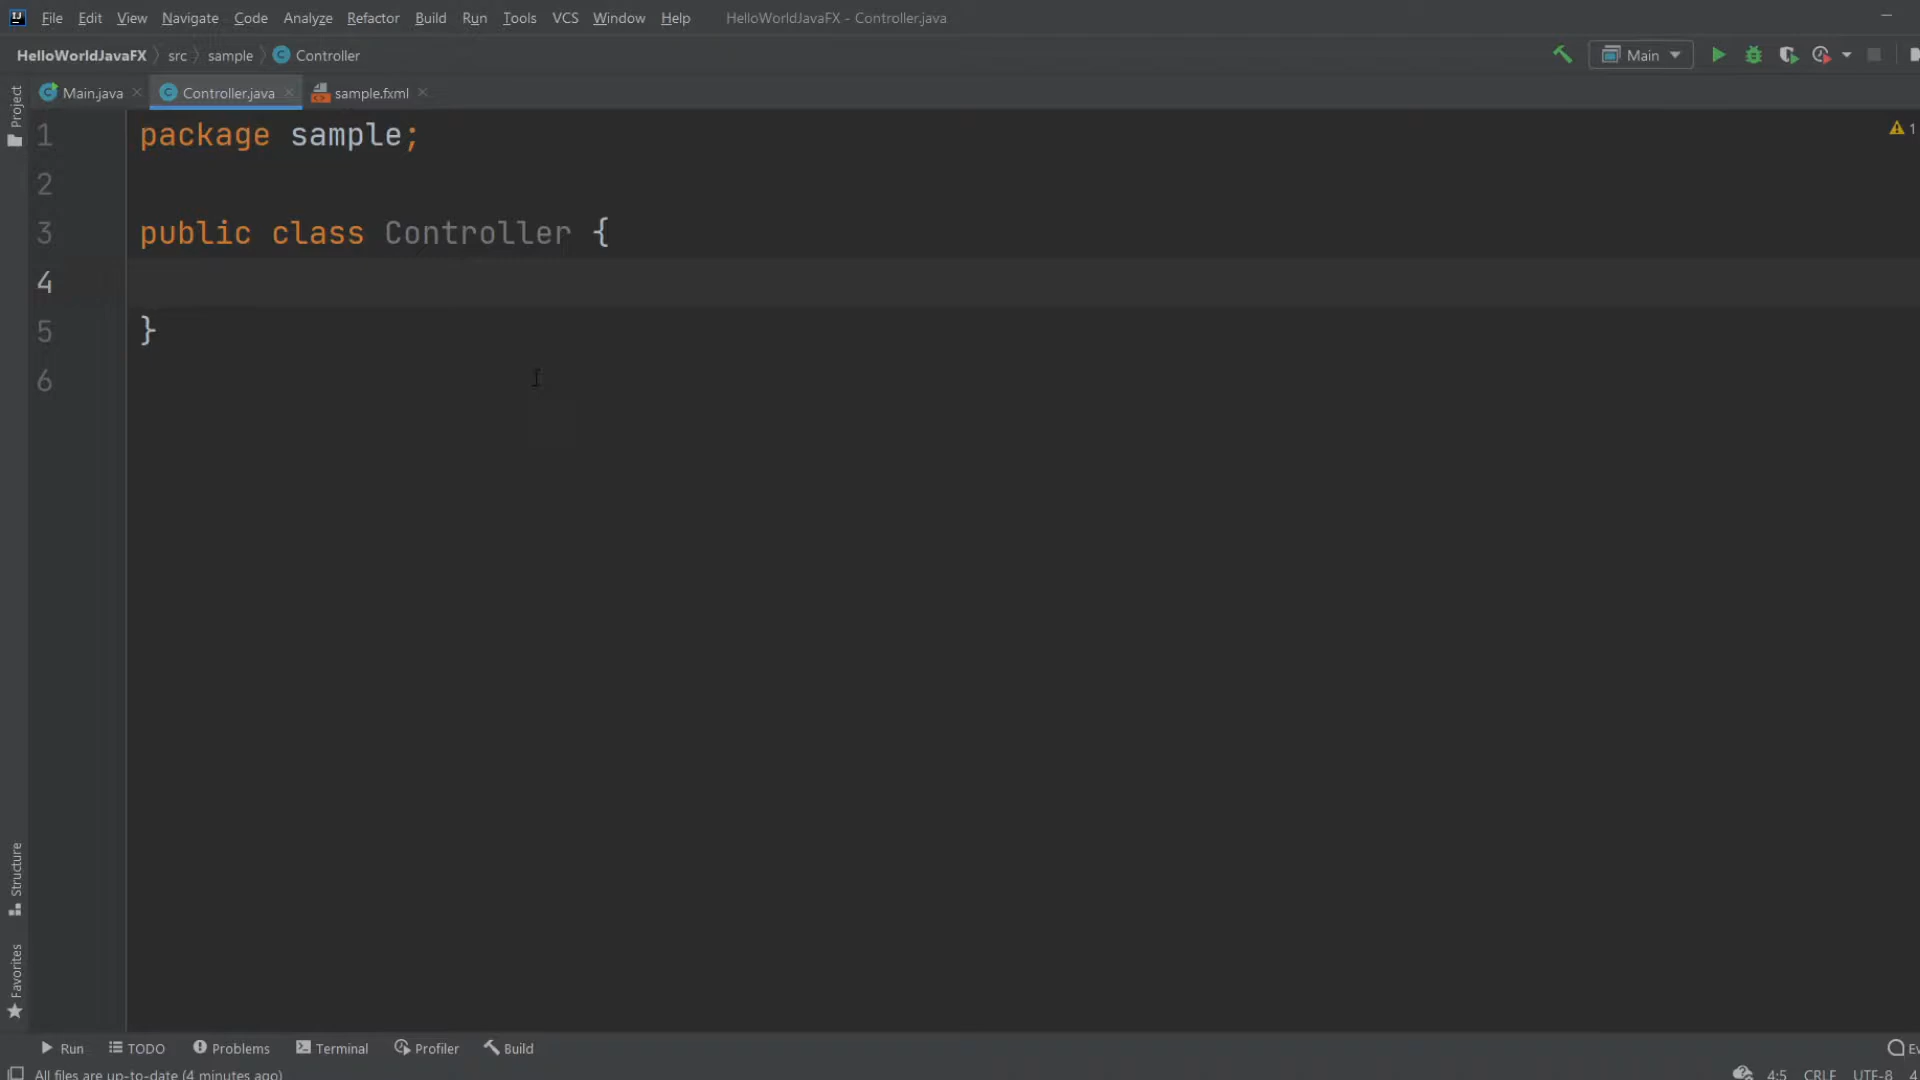 File Edit View Navigate Code Analyze Refactor Build Run Tools VCS Window Help HelloWorldJavaFX - Controller.java
HelloWorldJavaFX src sample Controller Main
Main.java Controller.java sample.fxml
Project
1 package sample; 1
2
3 public class Controller {
4
5 }
6
Structure
Favorites
Run TODO Problems Terminal Profiler Build Ev
All files are up-to-date (4 minutes ago) 4:5 CRLF UTF-8 4